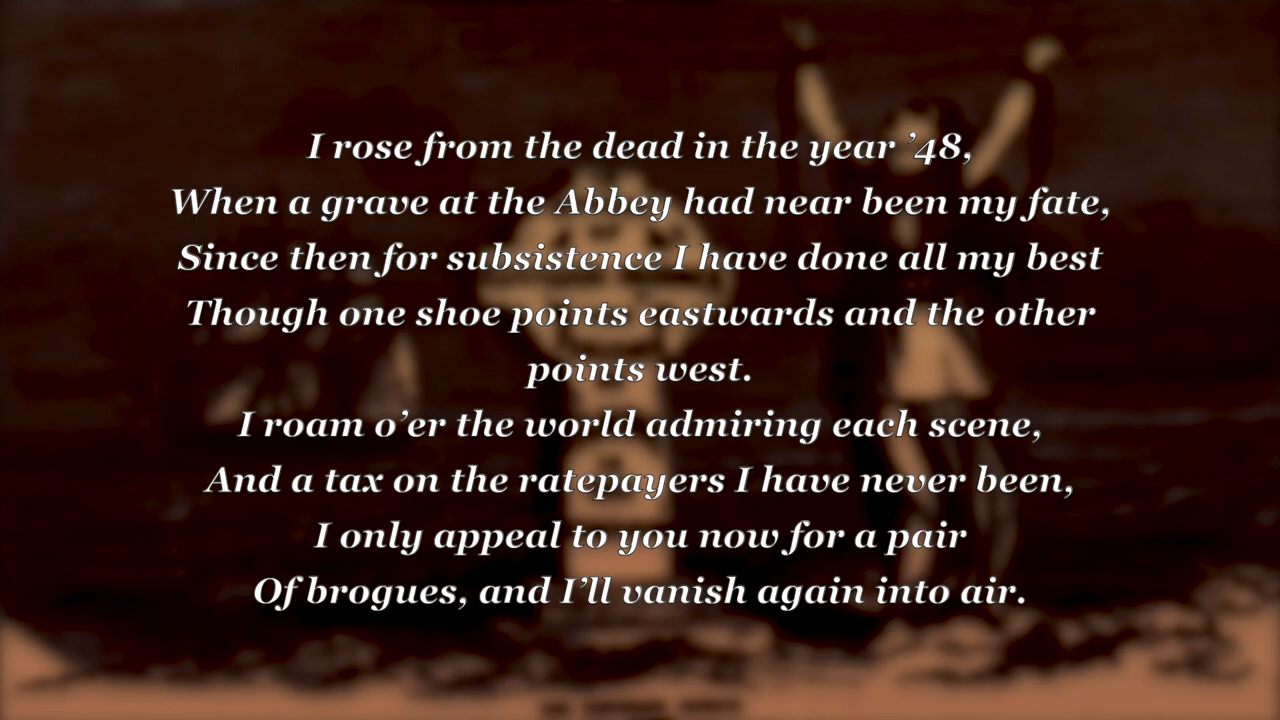 I rose from the dead in the year ’48,
When a grave at the Abbey had near been my fate,
Since then for subsistence I have done all my best
Though one shoe points eastwards and the other
points west.
I roam o’er the world admiring each scene,
And a tax on the ratepayers I have never been,
I only appeal to you now for a pair
Of brogues, and I’ll vanish again into air.